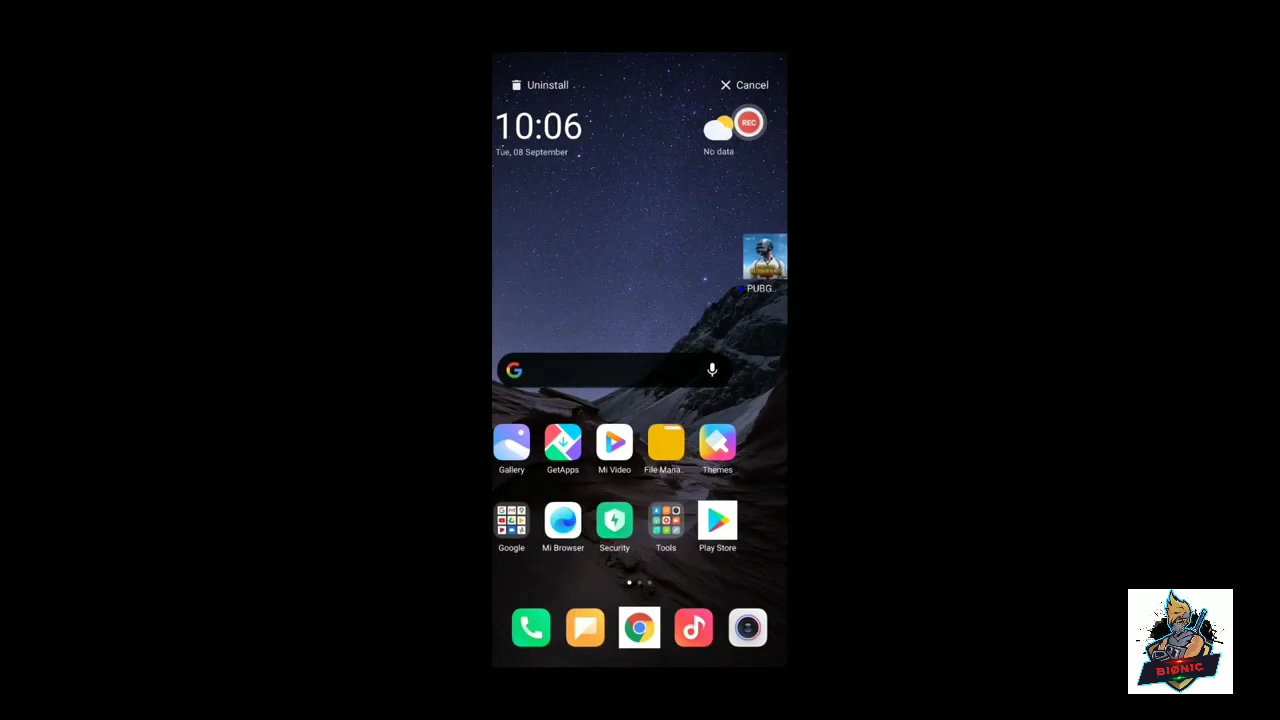 Uninstall
Cancel
10:06
REC
Tue, 08 September
No data
PUBG..
Gallery
GetApps
Mi Video
File Mana..
Themes
Google
Mi Browser
Security
Tools
Play Store
BIØNIC